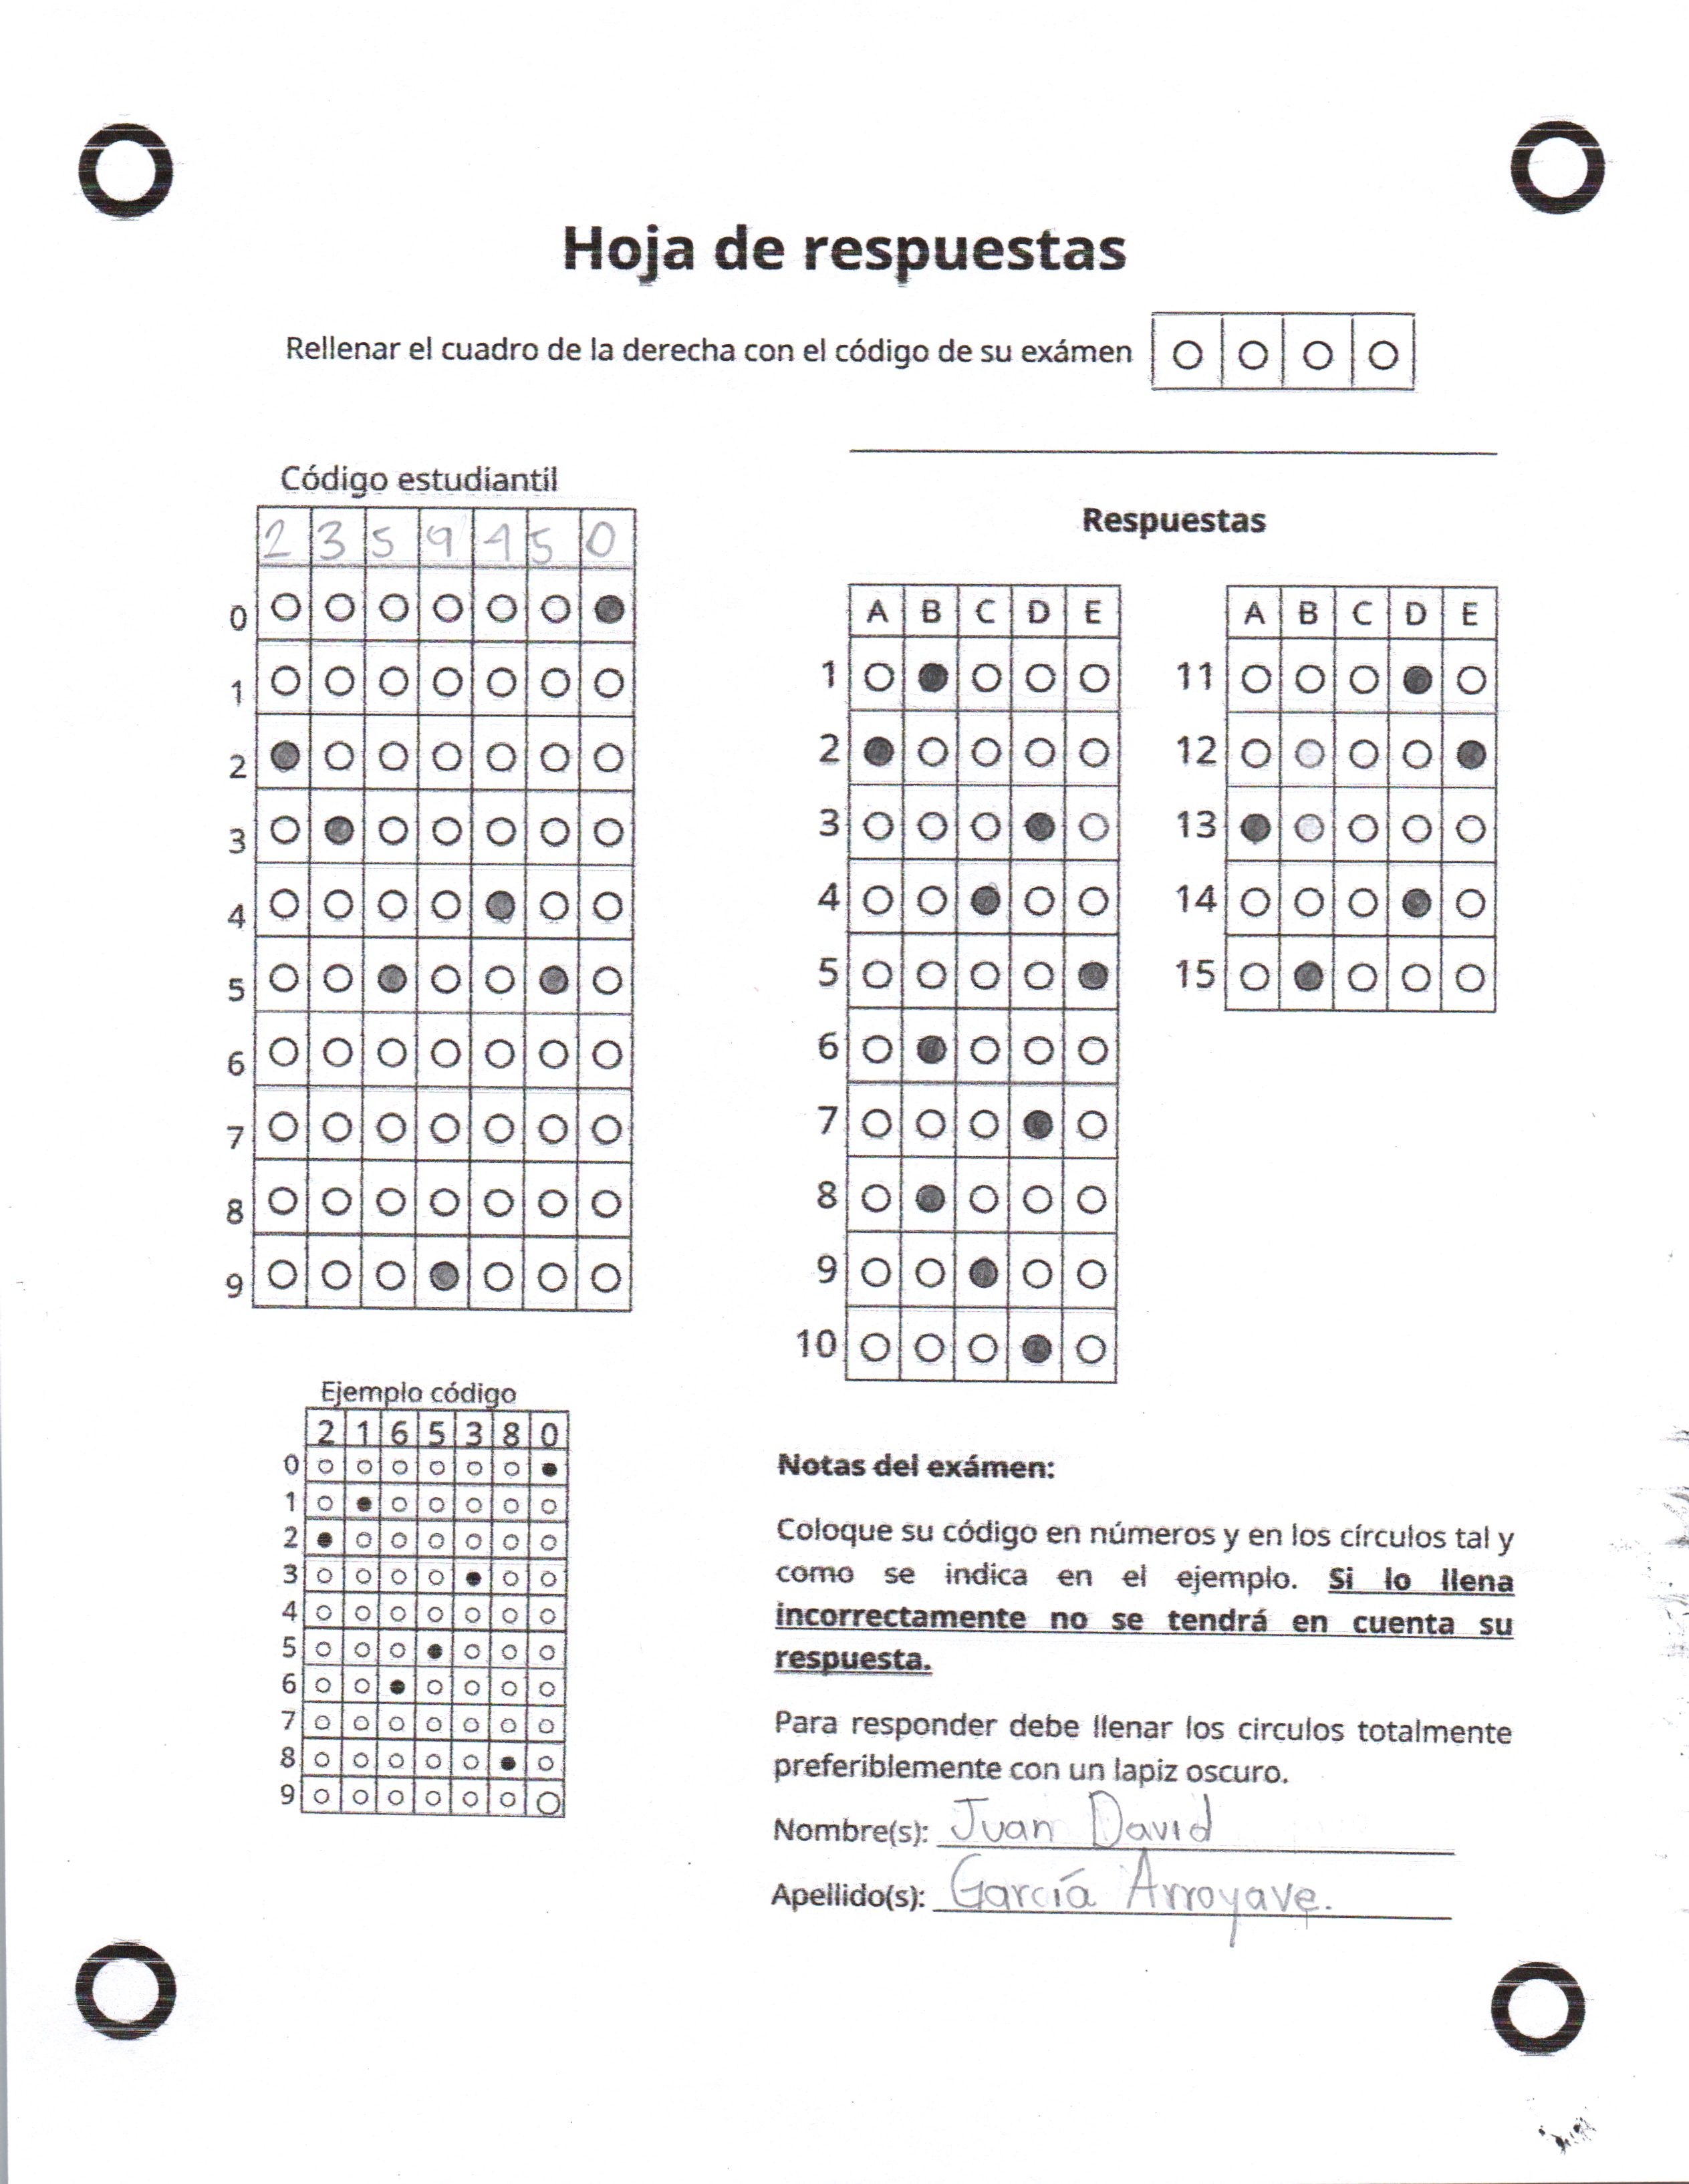 Hoja de respuestas
Rellenar el cuadro de la derecha con el código de su exámen
Código estudiantil
2 3 5 9 4 5 0
0
1
2
3
4
5
6
7
8
9
Respuestas
A B C D E
1
2
3
4
5
6
7
8
9
10
A B C D E
11
12
13
14
15
Ejemplo código
2 1 6 5 3 8 0
0
1
2
3
4
5
6
7
8
9
Notas del exámen:
Coloque su código en números y en los círculos tal y
como se indica en el ejemplo. Si lo llena
incorrectamente no se tendrá en cuenta su
respuesta.
Para responder debe llenar los circulos totalmente
preferiblemente con un lapiz oscuro.
Nombre(s): Juan David
Apellido(s): García Arroyave.